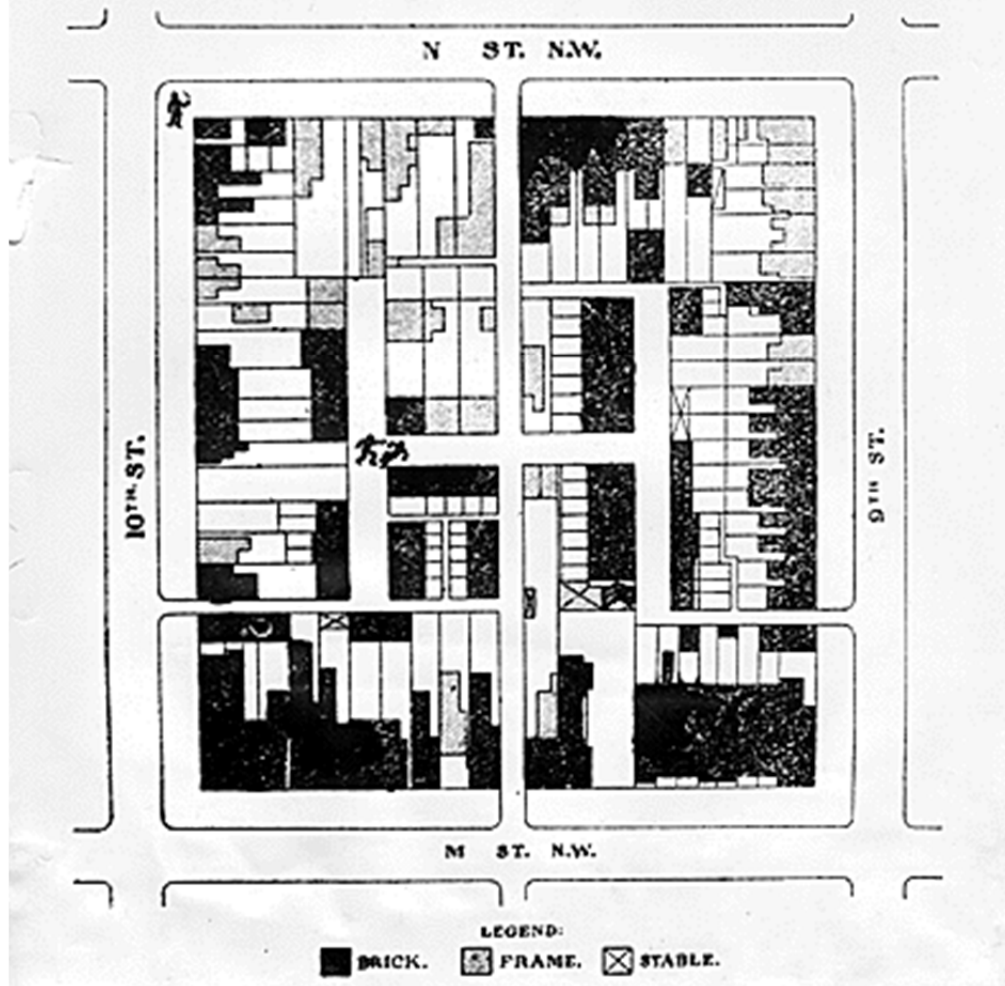 N ST. N.W.
10TH ST.
9TH ST.
M ST. N.W.
LEGEND:
BRICK. FRAME. STABLE.